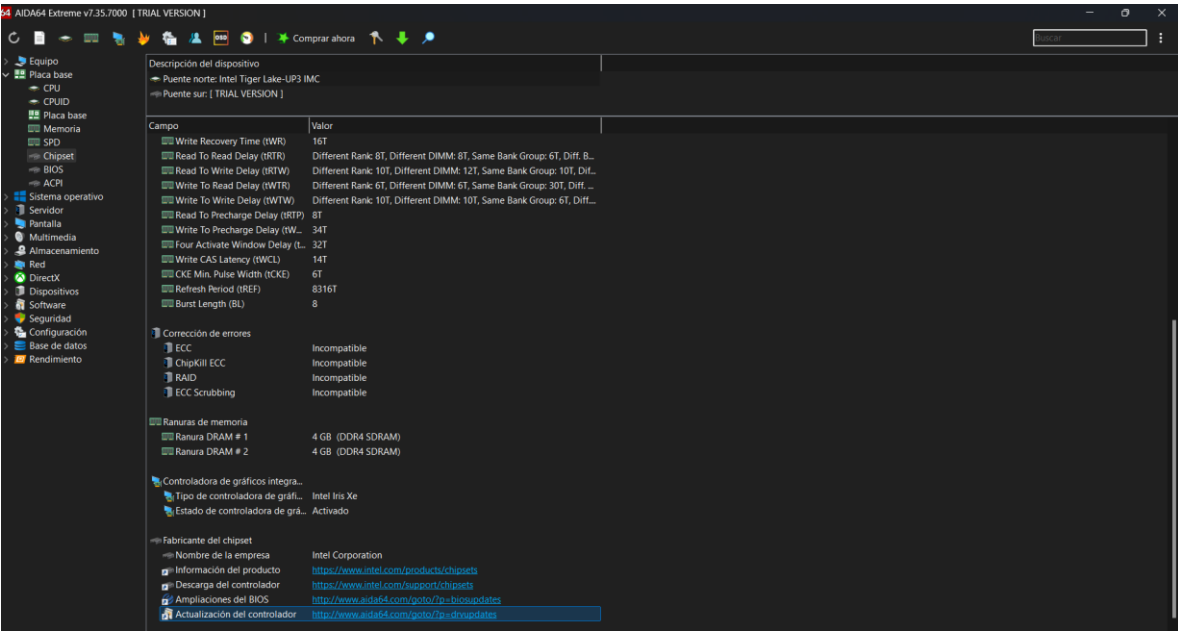 64 AIDA64 Extreme v7.35.7000 [ TRIAL VERSION ]
OSD Comprar ahora Buscar
Equipo
Placa base
CPU
CPUID
Placa base
Memoria
SPD
Chipset
BIOS
ACPI
Sistema operativo
Servidor
Pantalla
Multimedia
Almacenamiento
Red
DirectX
Dispositivos
Software
Seguridad
Configuración
Base de datos
Rendimiento
Descripción del dispositivo
Puente norte: Intel Tiger Lake-UP3 IMC
Puente sur: [ TRIAL VERSION ]
Campo Valor
Write Recovery Time (tWR) 16T
Read To Read Delay (tRTR) Different Rank: 8T, Different DIMM: 8T, Same Bank Group: 6T, Diff. B...
Read To Write Delay (tRTW) Different Rank: 10T, Different DIMM: 12T, Same Bank Group: 10T, Dif...
Write To Read Delay (tWTR) Different Rank: 6T, Different DIMM: 6T, Same Bank Group: 30T, Diff. ...
Write To Write Delay (tWTW) Different Rank: 10T, Different DIMM: 10T, Same Bank Group: 6T, Diff....
Read To Precharge Delay (tRTP) 8T
Write To Precharge Delay (tW... 34T
Four Activate Window Delay (t... 32T
Write CAS Latency (tWCL) 14T
CKE Min. Pulse Width (tCKE) 6T
Refresh Period (tREF) 8316T
Burst Length (BL) 8
Corrección de errores
ECC Incompatible
ChipKill ECC Incompatible
RAID Incompatible
ECC Scrubbing Incompatible
Ranuras de memoria
Ranura DRAM # 1 4 GB (DDR4 SDRAM)
Ranura DRAM # 2 4 GB (DDR4 SDRAM)
Controladora de gráficos integra...
Tipo de controladora de gráfi... Intel Iris Xe
Estado de controladora de grá... Activado
Fabricante del chipset
Nombre de la empresa Intel Corporation
Información del producto https://www.intel.com/products/chipsets
Descarga del controlador https://www.intel.com/support/chipsets
Ampliaciones del BIOS http://www.aida64.com/goto/?p=biosupdates
Actualización del controlador http://www.aida64.com/goto/?p=drvupdates